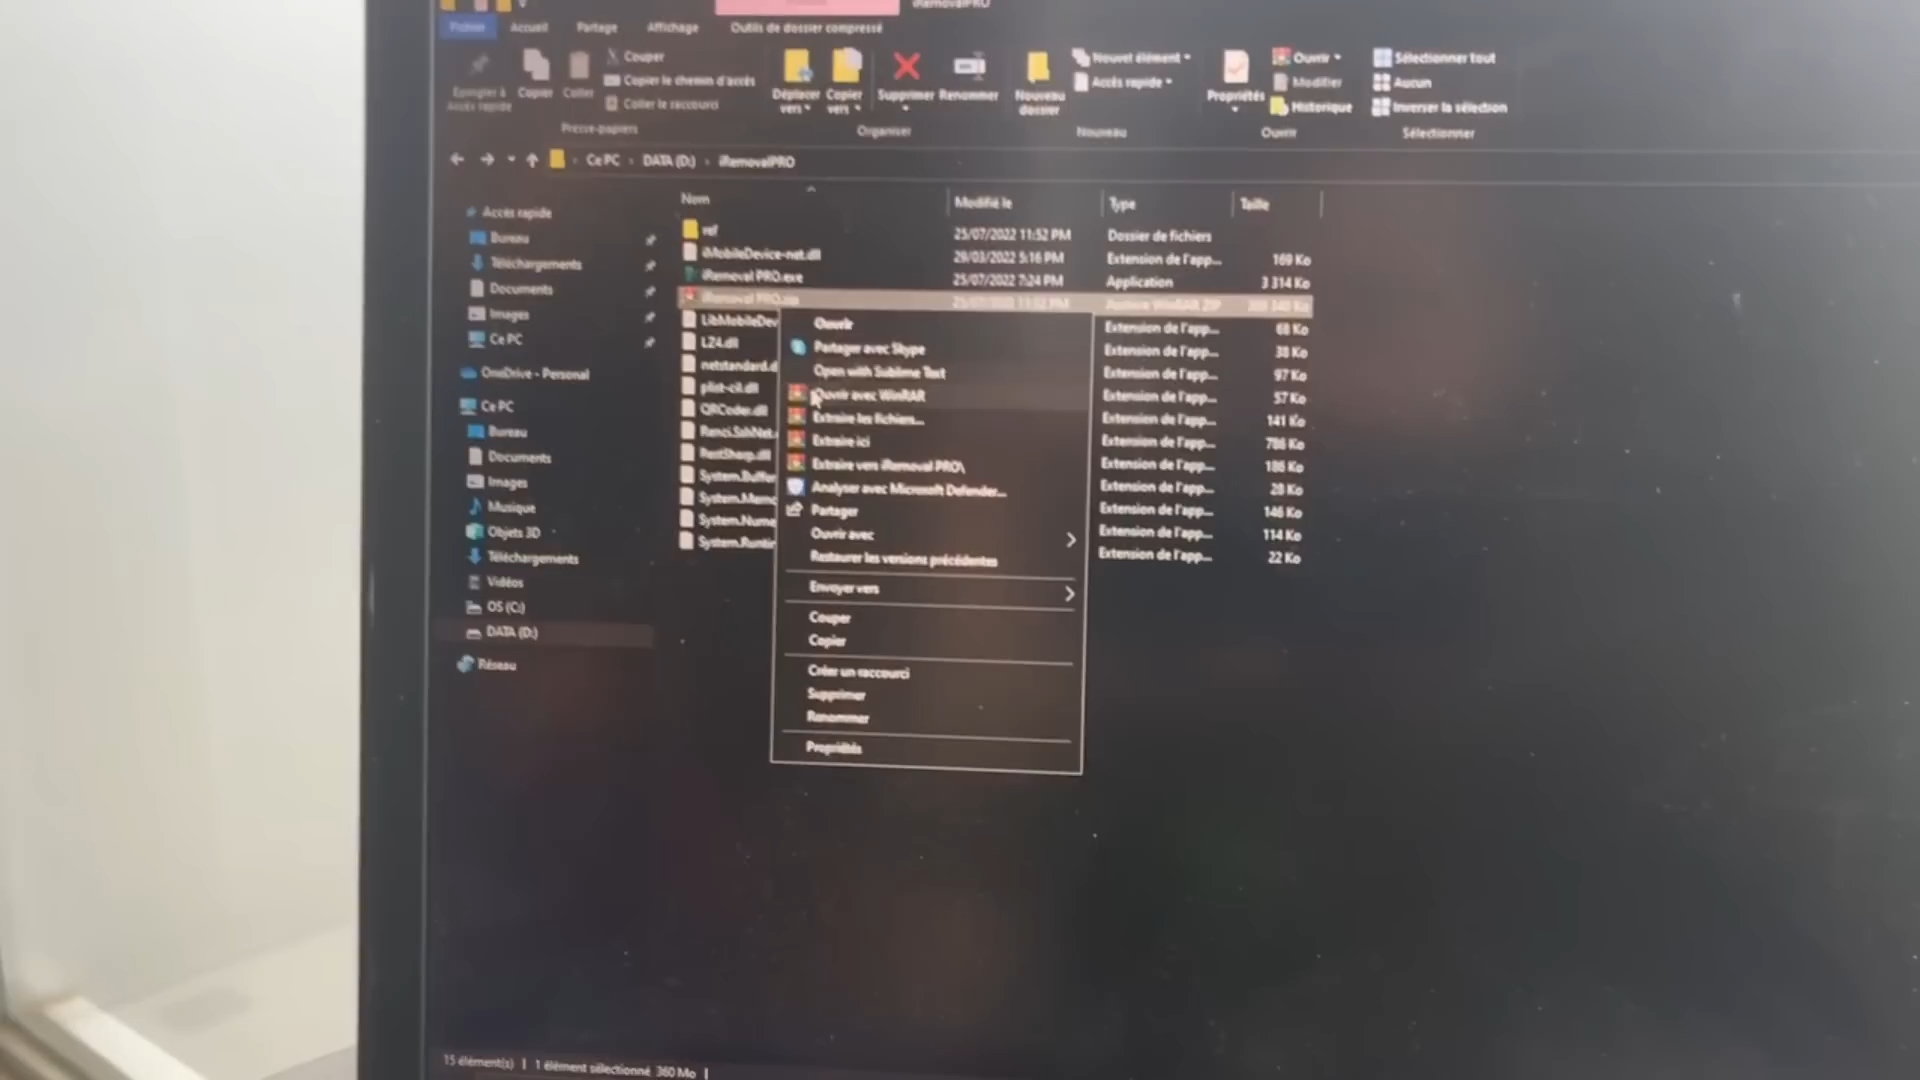 iRemovalPRO
Fichier Accueil Partage Affichage Outils de dossier compressé
Épingler à Accès rapide
Copier
Coller
Couper
Copier le chemin d'accès
Coller le raccourci
Presse-papiers
Déplacer vers
Copier vers
Supprimer
Renommer
Organiser
Nouveau dossier
Nouvel élément
Accès rapide
Nouveau
Propriétés
Ouvrir
Modifier
Historique
Ouvrir
Sélectionner tout
Aucun
Inverser la sélection
Sélectionner
Ce PC › DATA (D:) › iRemovalPRO
Accès rapide
Bureau
Téléchargements
Documents
Images
Ce PC
OneDrive - Personal
Ce PC
Bureau
Documents
Images
Musique
Objets 3D
Téléchargements
Vidéos
OS (C:)
DATA (D:)
Réseau
Nom Modifié le Type Taille
25/07/2022 11:52 PM Dossier de fichiers
iMobileDevice-net.dll 28/03/2022 5:16 PM Extension de l'app... 169 Ko
iRemoval PRO.exe 25/07/2022 7:24 PM Application 3 314 Ko
iRemoval PRO.zip Archive WinRAR ZIP
LibMobileDev Extension de l'app... 68 Ko
L24.dll Extension de l'app... 38 Ko
netstandard.d Extension de l'app... 97 Ko
plist-cil.dll Extension de l'app... 57 Ko
QRCoder.dll Extension de l'app... 141 Ko
Renci.SshNet. Extension de l'app... 786 Ko
RestSharp.dll Extension de l'app... 186 Ko
System.Buffer Extension de l'app... 28 Ko
System.Memo Extension de l'app... 146 Ko
System.Nume Extension de l'app... 114 Ko
System.Runtin Extension de l'app... 22 Ko
Ouvrir
Partager avec Skype
Open with Sublime Text
Ouvrir avec WinRAR
Extraire les fichiers...
Extraire ici
Extraire vers iRemoval PRO\
Analyser avec Microsoft Defender...
Partager
Ouvrir avec
Restaurer les versions précédentes
Envoyer vers
Couper
Copier
Créer un raccourci
Supprimer
Renommer
Propriétés
15 élément(s) 1 élément sélectionné 360 Mo